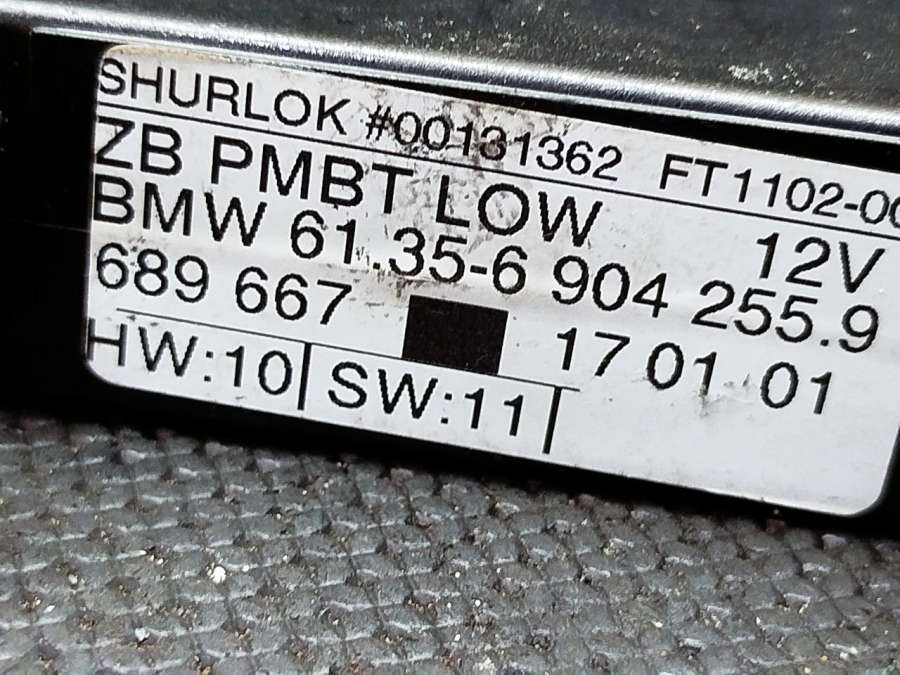 SHURLOK #00131362 FT1102-00
ZB PMBT LOW 12V
BMW 61.35-6 904 255.9
689 667 17 01 01
HW:10 SW:11